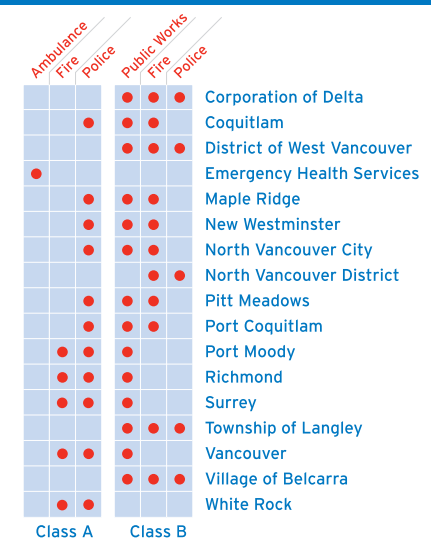 Ambulance
Fire
Police
Public Works
Fire
Police
Corporation of Delta
Coquitlam
District of West Vancouver
Emergency Health Services
Maple Ridge
New Westminster
North Vancouver City
North Vancouver District
Pitt Meadows
Port Coquitlam
Port Moody
Richmond
Surrey
Township of Langley
Vancouver
Village of Belcarra
White Rock
Class A
Class B